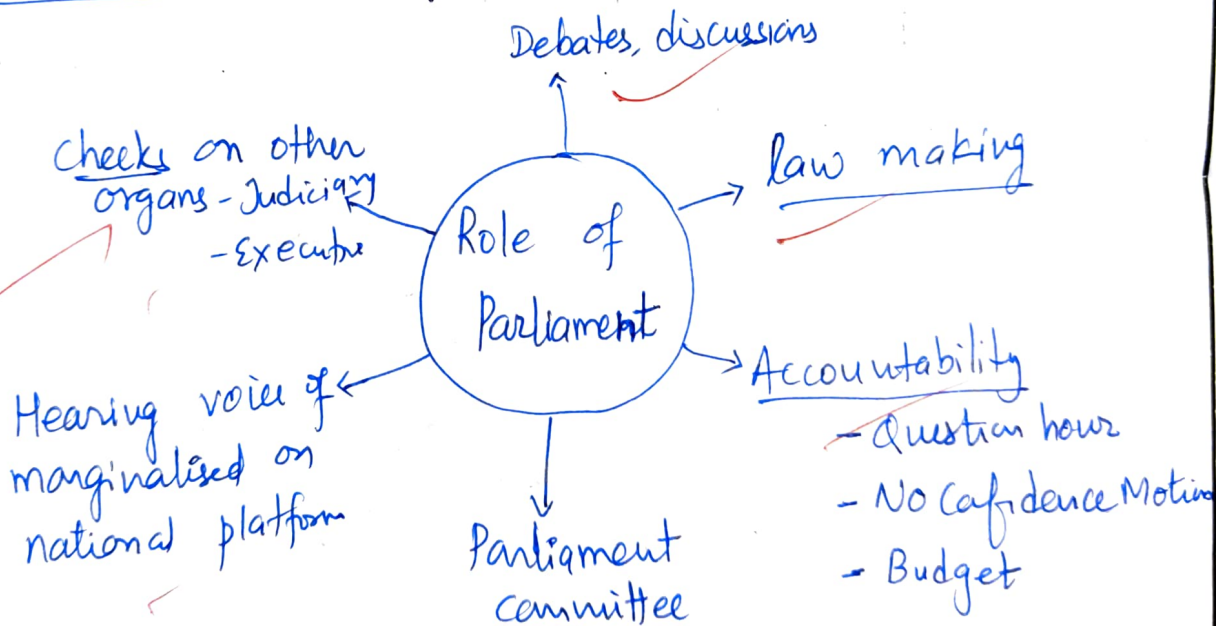 Debates, discussions
Checks on other
organs - Judiciary
- Executive
law making
Role of
Parliament
Accountability
- Question hour
- No Confidence Motion
- Budget
Hearing voice of
marginalised on
national platform
Parliament
committee